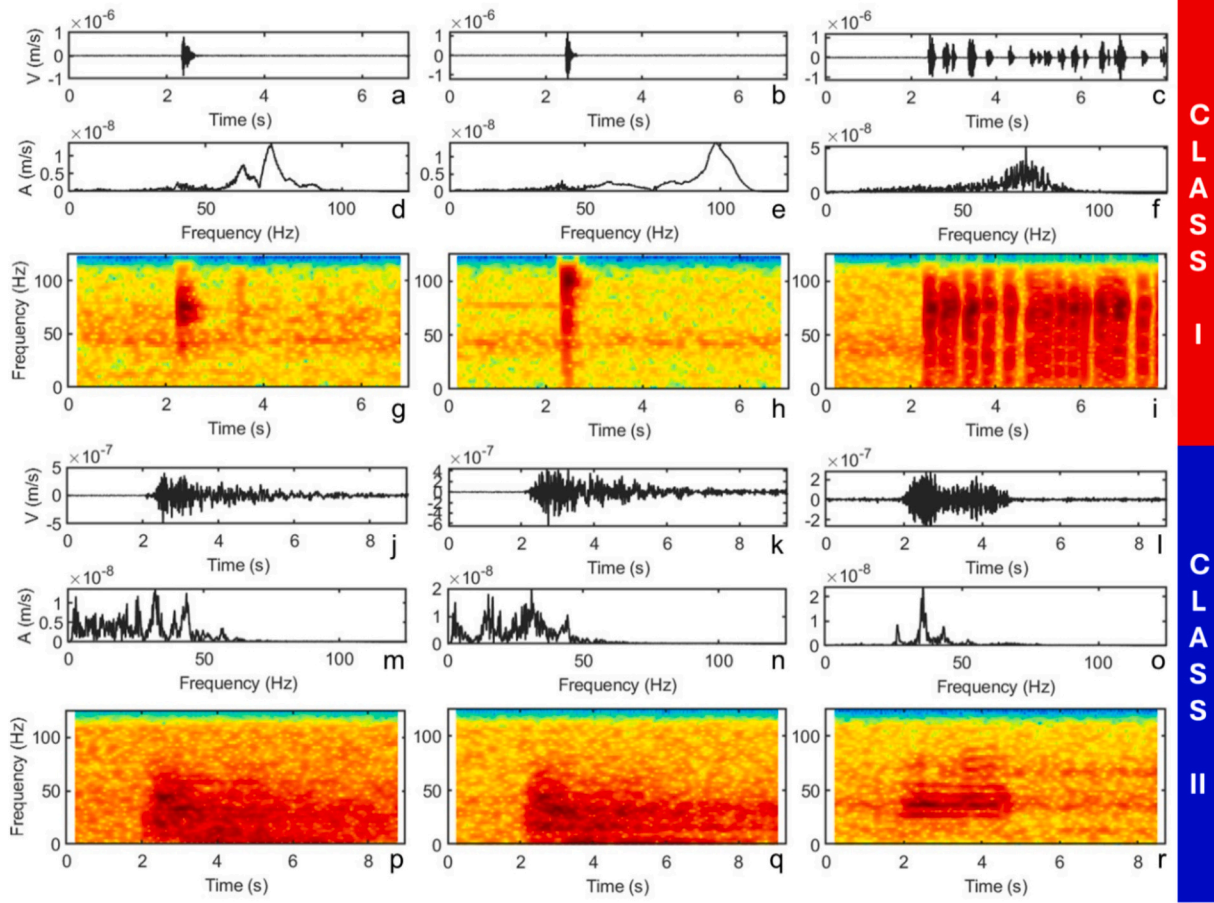 ×10⁻⁶ ×10⁻⁶ ×10⁻⁶
V (m/s) 1 0 -1 1 0 -1 1 0 -1
0 2 4 6 a 0 2 4 6 b 0 2 4 6 c
Time (s) Time (s) Time (s)
×10⁻⁸ ×10⁻⁸ ×10⁻⁸
A (m/s) 1 0.5 0 1 0.5 0 5 0
50 100 d 50 100 e 50 100 f
Frequency (Hz) Frequency (Hz) Frequency (Hz)
Frequency (Hz) 100 50 0 100 50 0 100 50 0
0 2 4 6 g 0 2 4 6 h 0 2 4 6 i
Time (s) Time (s) Time (s)
CLASS I
×10⁻⁷ ×10⁻⁷ ×10⁻⁷
V (m/s) 5 0 -5 4 2 0 -2 -4 -6 2 0 -2
0 2 4 6 8 j 0 2 4 6 8 k 0 2 4 6 8 l
Time (s) Time (s) Time (s)
×10⁻⁸ ×10⁻⁸ ×10⁻⁸
A (m/s) 1 0.5 0 2 1 0 2 1 0
50 100 m 50 100 n 50 100 o
Frequency (Hz) Frequency (Hz) Frequency (Hz)
Frequency (Hz) 100 50 0 100 50 0 100 50 0
0 2 4 6 8 p 0 2 4 6 8 q 0 2 4 6 8 r
Time (s) Time (s) Time (s)
CLASS II